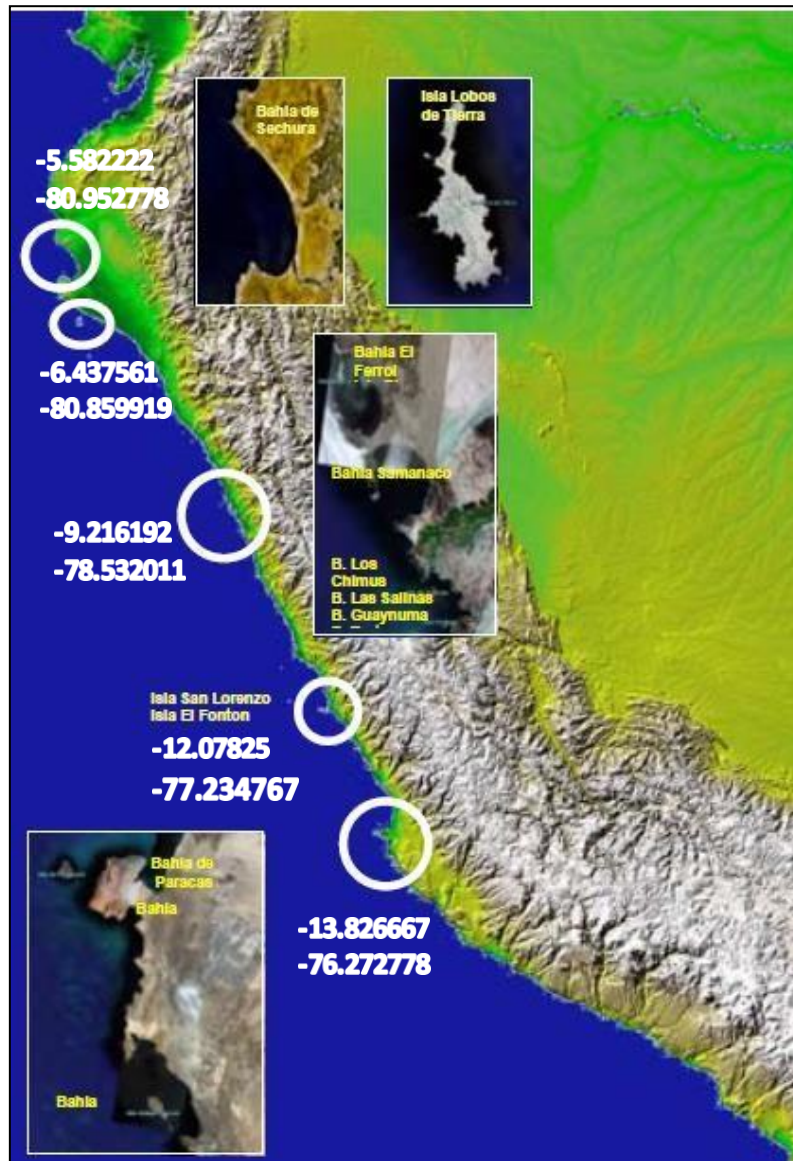 Bahia de
Sechura
Isla Lobos
de Tierra
-5.582222
-80.952778
-6.437561
-80.859919
Bahia El
Ferrol
Bahia Samanaco
-9.216192
-78.532011
B. Los
Chimus
B. Las Salinas
B. Guaynuma
Isla San Lorenzo
Isla El Fonton
-12.07825
-77.234767
Bahia de
Paracas
Bahia
-13.826667
-76.272778
Bahia